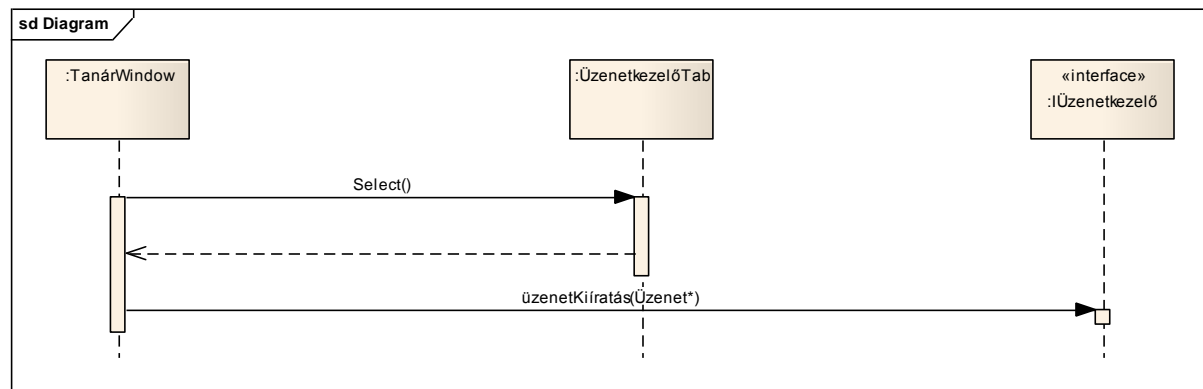 sd Diagram
:TanárWindow
:ÜzenetkezelőTab
«interface»
:IÜzenetkezelő
Select()
üzenetKiíratás(Üzenet*)